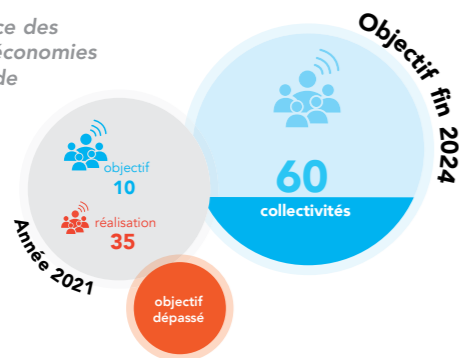 ce des
économies
de
objectif
10
réalisation
35
Année 2021
objectif
dépassé
60
collectivités
Objectif fin 2024